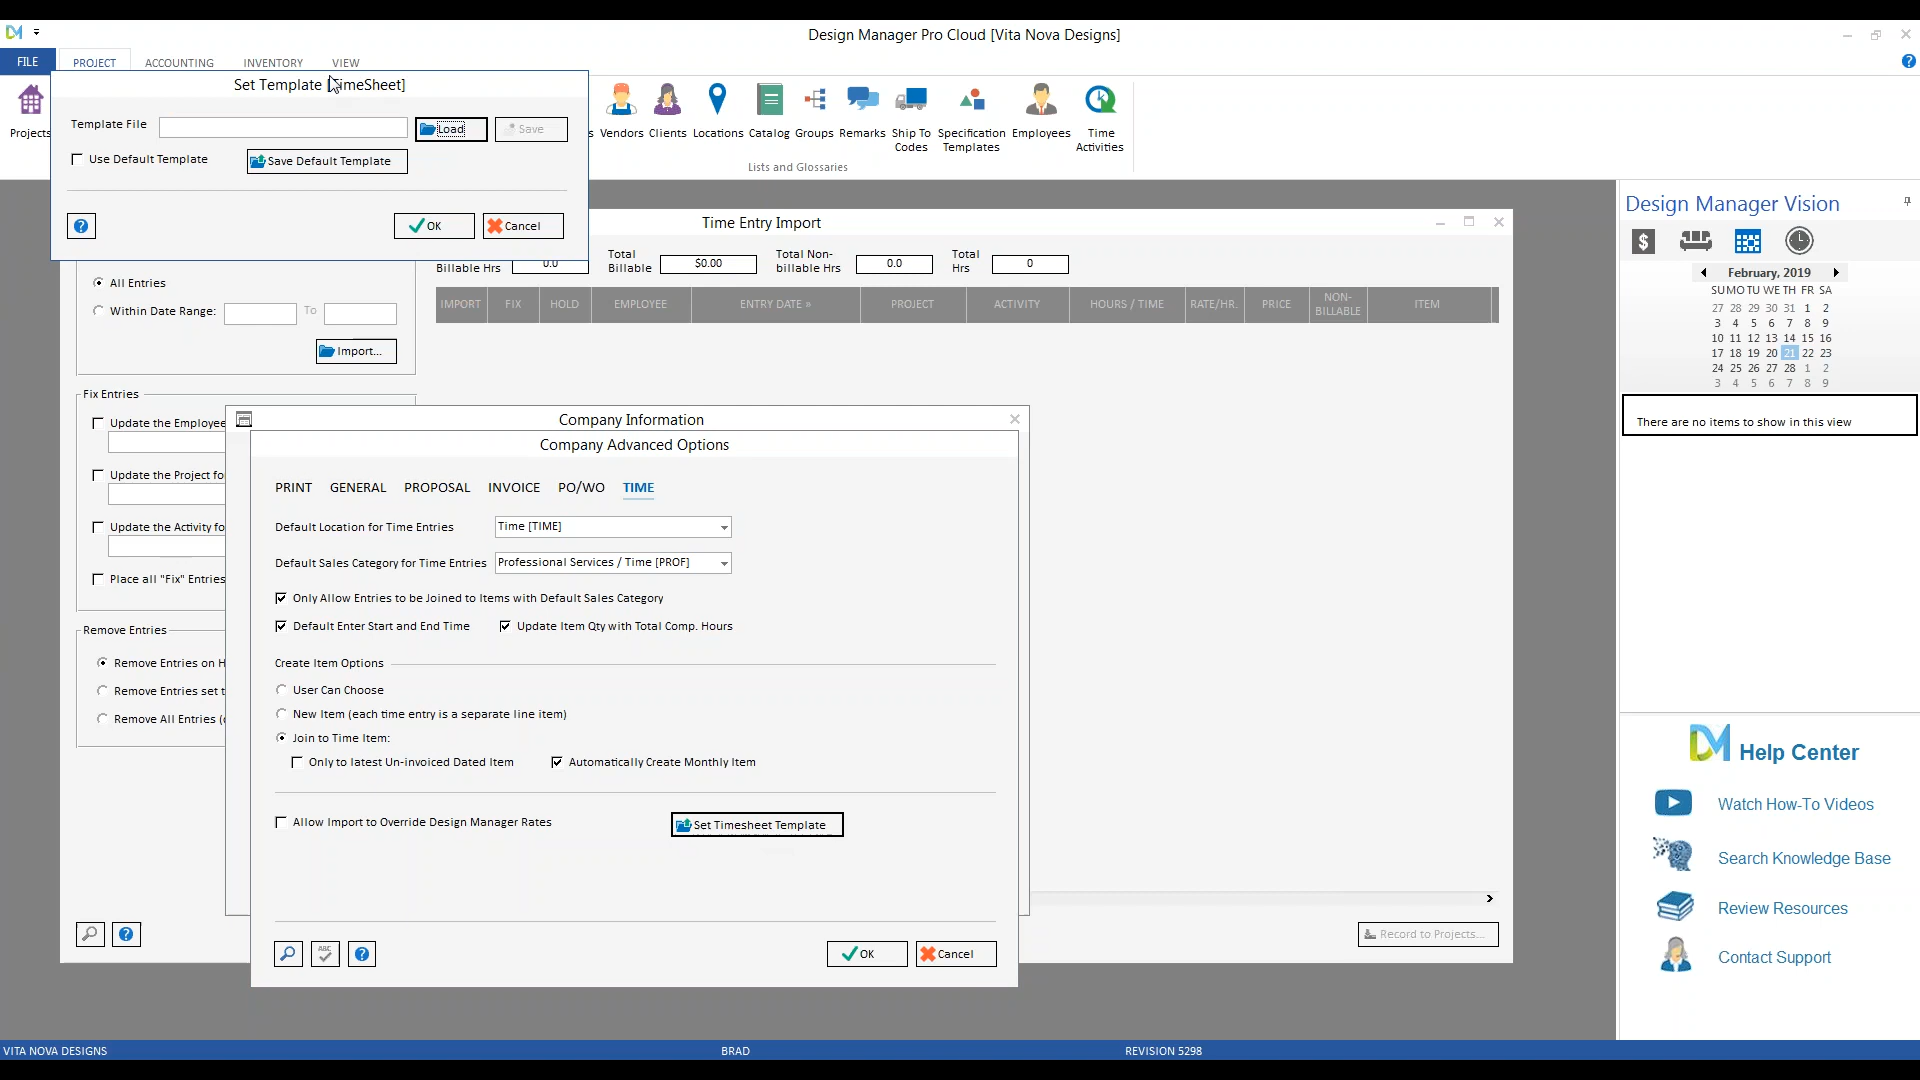 Design Manager Pro Cloud [Vita Nova Designs]
FILE
PROJECT
ACCOUNTING
INVENTORY
VIEW
Set Template [TimeSheet]
Template File
Load
Save
Use Default Template
Save Default Template
OK
Cancel
Projects
Vendors
Clients
Locations
Catalog
Groups
Remarks
Ship To
Codes
Specification
Templates
Employees
Time
Activities
Lists and Glossaries
Time Entry Import
Billable Hrs
0.0
Total
Billable
$0.00
Total Non-
billable Hrs
0.0
Total
Hrs
0
All Entries
Within Date Range:
To
Import...
IMPORT
FIX
HOLD
EMPLOYEE
ENTRY DATE »
PROJECT
ACTIVITY
HOURS / TIME
RATE/HR.
PRICE
NON-
BILLABLE
ITEM
Fix Entries
Update the Employee
Update the Project fo
Update the Activity fo
Place all "Fix" Entries
Remove Entries
Remove Entries on H
Remove Entries set t
Remove All Entries (
Record to Projects...
Company Information
Company Advanced Options
PRINT
GENERAL
PROPOSAL
INVOICE
PO/WO
TIME
Default Location for Time Entries
Time [TIME]
Default Sales Category for Time Entries
Professional Services / Time [PROF]
Only Allow Entries to be Joined to Items with Default Sales Category
Default Enter Start and End Time
Update Item Qty with Total Comp. Hours
Create Item Options
User Can Choose
New Item (each time entry is a separate line item)
Join to Time Item:
Only to latest Un-invoiced Dated Item
Automatically Create Monthly Item
Allow Import to Override Design Manager Rates
Set Timesheet Template
ABC
OK
Cancel
Design Manager Vision
February, 2019
SU MO TU WE TH FR SA
27 28 29 30 31 1 2
3 4 5 6 7 8 9
10 11 12 13 14 15 16
17 18 19 20 21 22 23
24 25 26 27 28 1 2
3 4 5 6 7 8 9
There are no items to show in this view
DM Help Center
Watch How-To Videos
Search Knowledge Base
Review Resources
Contact Support
VITA NOVA DESIGNS
BRAD
REVISION 5298